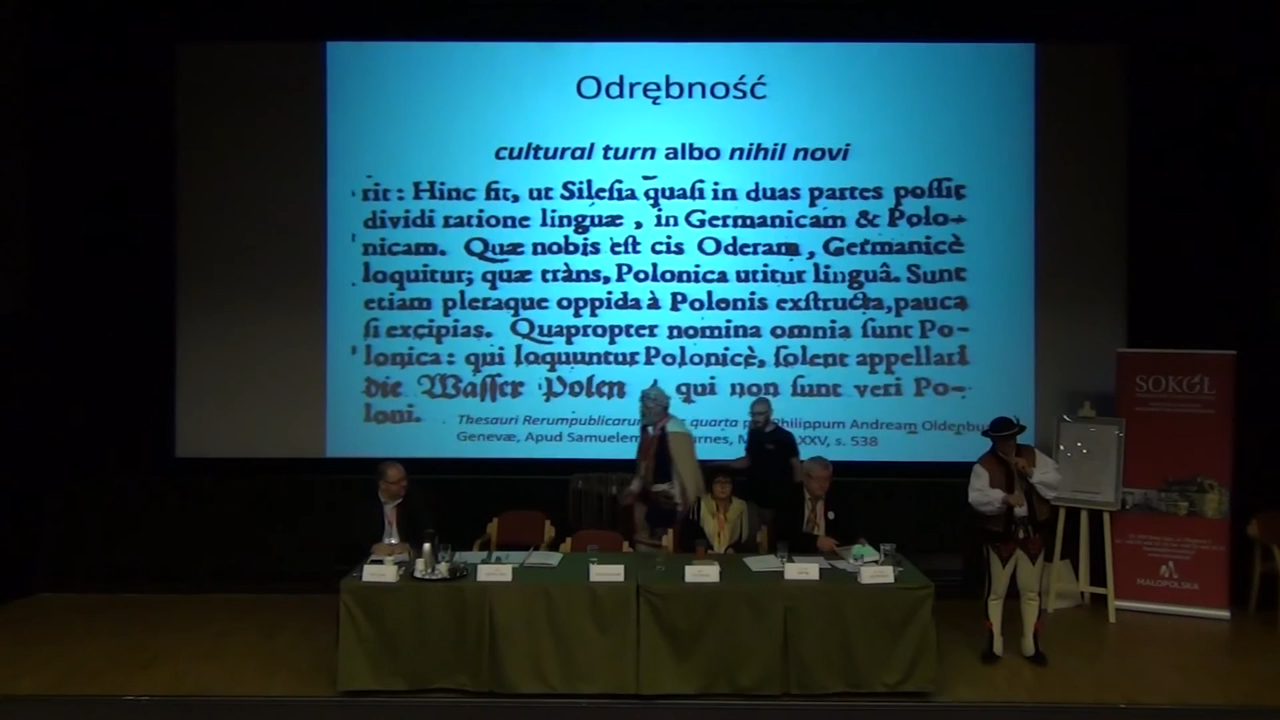 Odrębność
cultural turn albo nihil novi
rit: Hinc fit, ut Sileſia quaſi in duas partes poſſit
dividi ratione linguæ, in Germanicam & Polo-
nicam. Quæ nobis eſt cis Oderam, Germanicè
loquitur; quæ tràns, Polonica utitur linguâ. Sunt
etiam pleraque oppida à Polonis exſtructa, pauca
ſi excipias. Quapropter nomina omnia ſunt Po-
lonica: qui loquuntur Polonicè, ſolent appellari
die Waſſer Polen, qui non ſunt veri Po-
loni.
Thesauri Rerumpublicarum quarta Philippum Andream
Genevæ, Apud Samuelem XXV, s. 538
SOKÓŁ
MAŁOPOLSKA